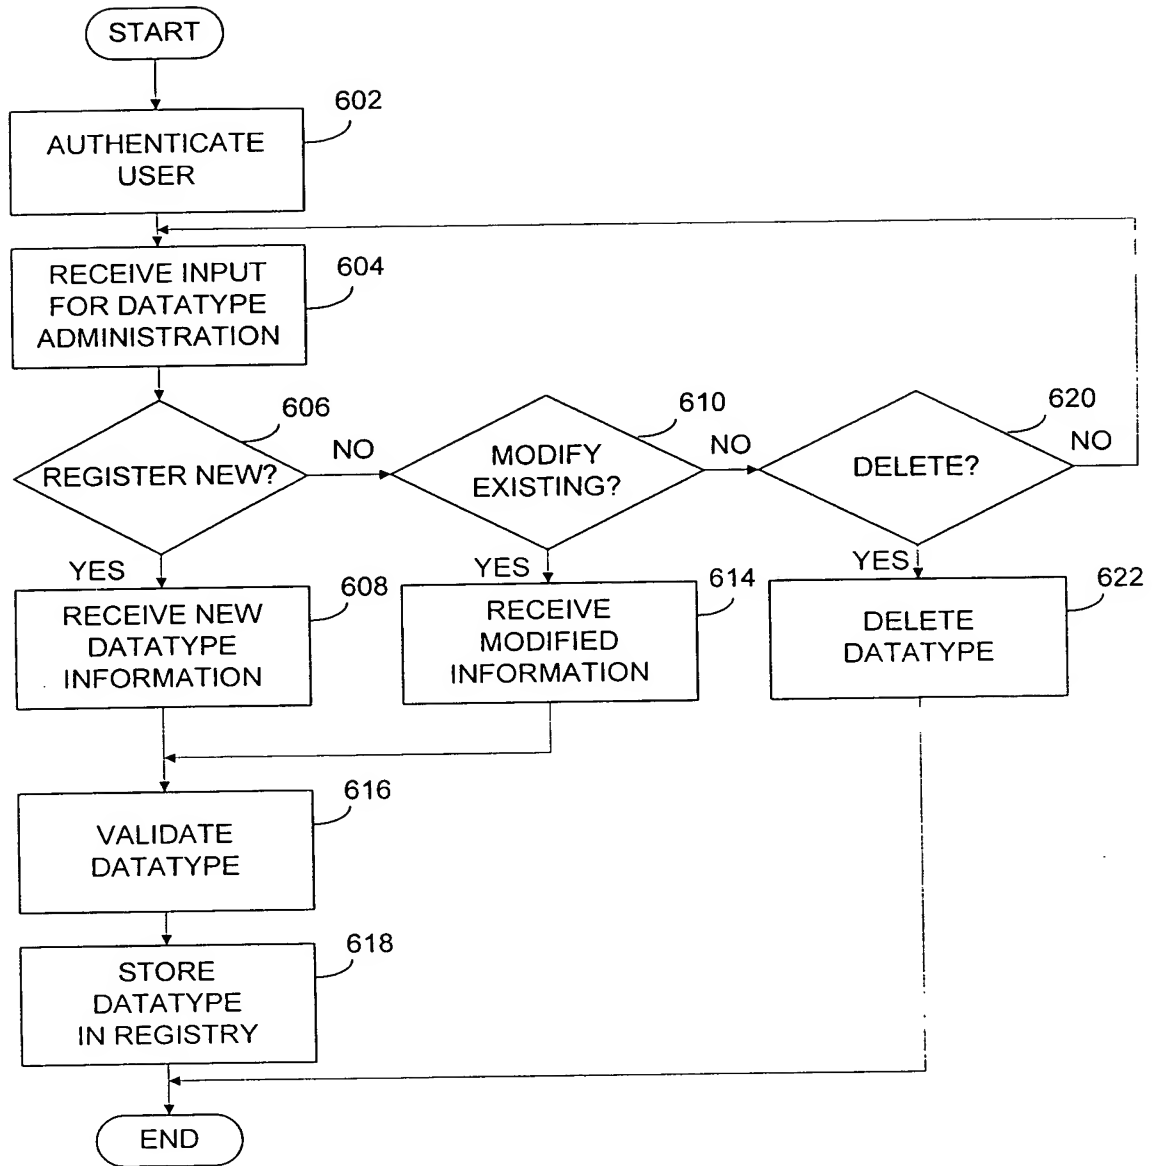 START
602
AUTHENTICATE
USER
604
RECEIVE INPUT
FOR DATATYPE
ADMINISTRATION
606
REGISTER NEW?
NO
610
MODIFY
EXISTING?
NO
620
DELETE?
NO
YES
608
RECEIVE NEW
DATATYPE
INFORMATION
YES
614
RECEIVE
MODIFIED
INFORMATION
YES
622
DELETE
DATATYPE
616
VALIDATE
DATATYPE
618
STORE
DATATYPE
IN REGISTRY
END